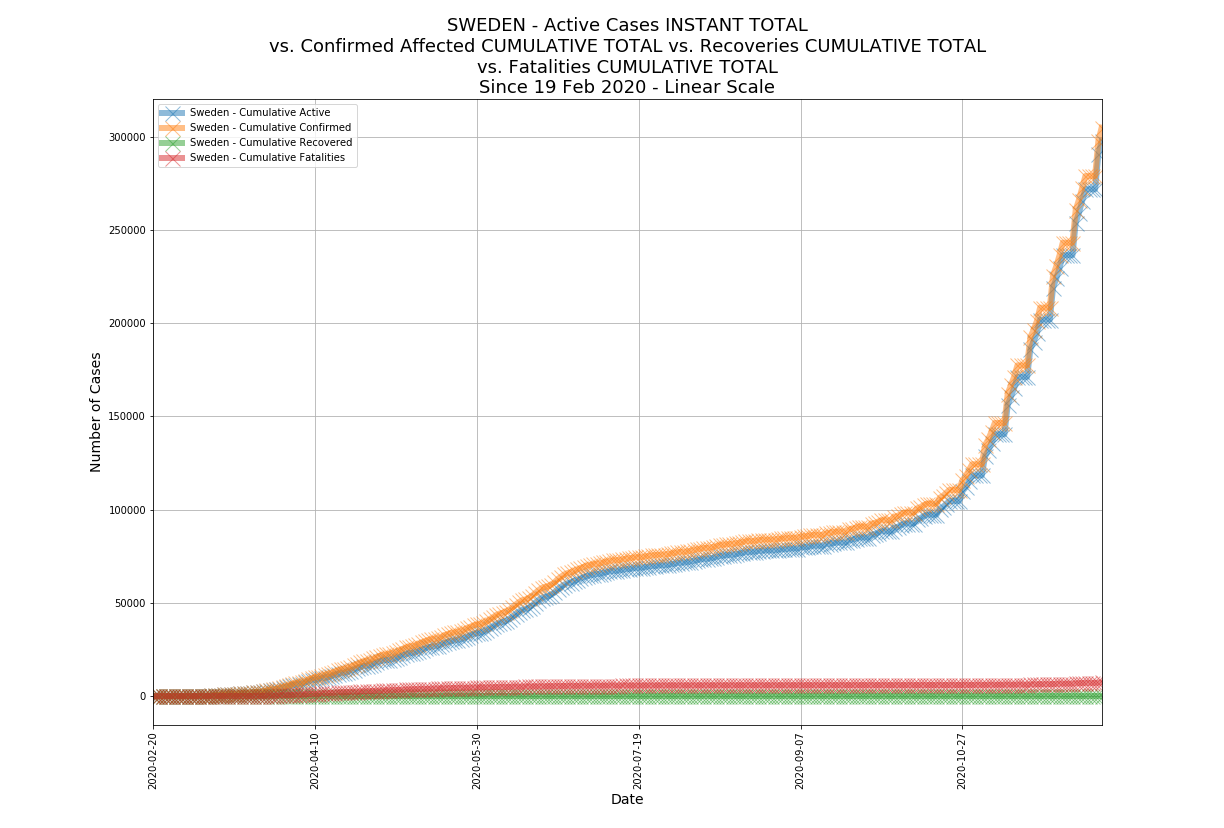 SWEDEN - Active Cases INSTANT TOTAL
vs. Confirmed Affected CUMULATIVE TOTAL vs. Recoveries CUMULATIVE TOTAL
vs. Fatalities CUMULATIVE TOTAL
Since 19 Feb 2020 - Linear Scale
Sweden - Cumulative Active
Sweden - Cumulative Confirmed
Sweden - Cumulative Recovered
Sweden - Cumulative Fatalities
Number of Cases
300000
250000
200000
150000
100000
50000
0
2020-02-20
2020-04-10
2020-05-30
2020-07-19
2020-09-07
2020-10-27
Date